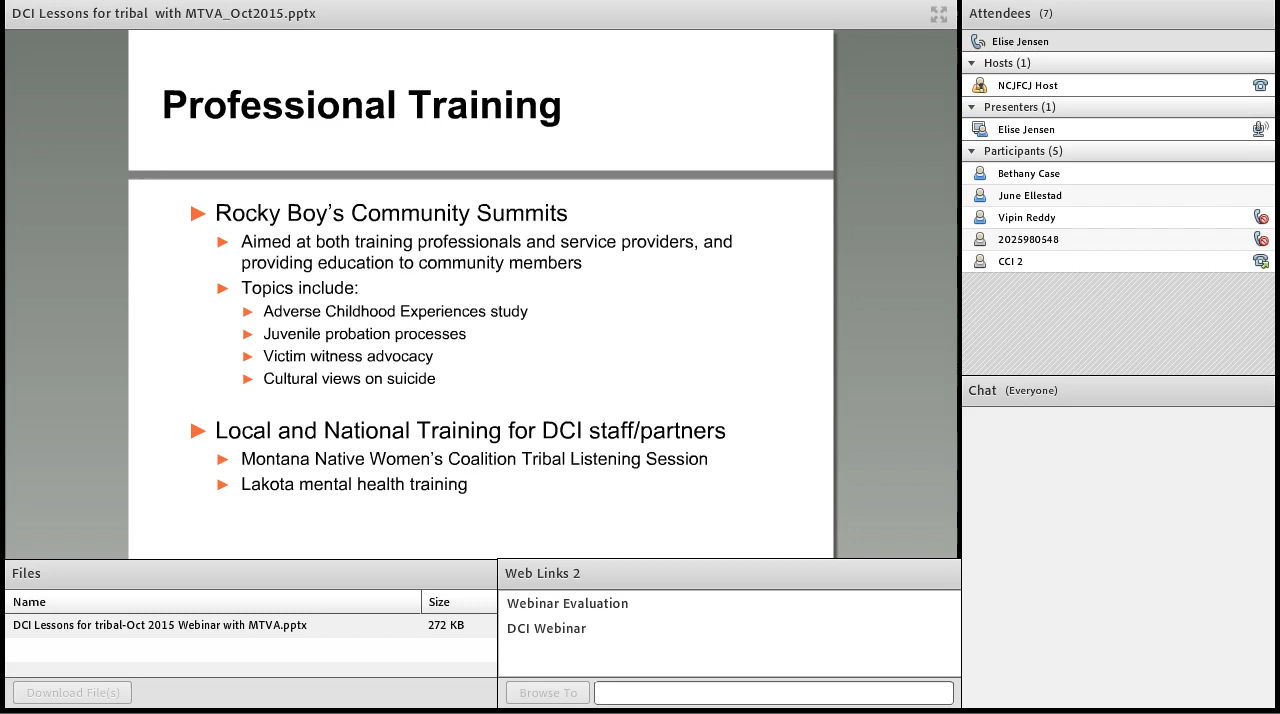 DCI Lessons for tribal with MTVA_Oct2015.pptx
Professional Training
Rocky Boy’s Community Summits
Aimed at both training professionals and service providers, and
providing education to community members
Topics include:
Adverse Childhood Experiences study
Juvenile probation processes
Victim witness advocacy
Cultural views on suicide
Local and National Training for DCI staff/partners
Montana Native Women’s Coalition Tribal Listening Session
Lakota mental health training
Files
Name Size
DCI Lessons for tribal-Oct 2015 Webinar with MTVA.pptx 272 KB
Download File(s)
Web Links 2
Webinar Evaluation
DCI Webinar
Browse To
Attendees (7)
Elise Jensen
Hosts (1)
NCJFCJ Host
Presenters (1)
Elise Jensen
Participants (5)
Bethany Case
June Ellestad
Vipin Reddy
2025980548
CCI 2
Chat (Everyone)